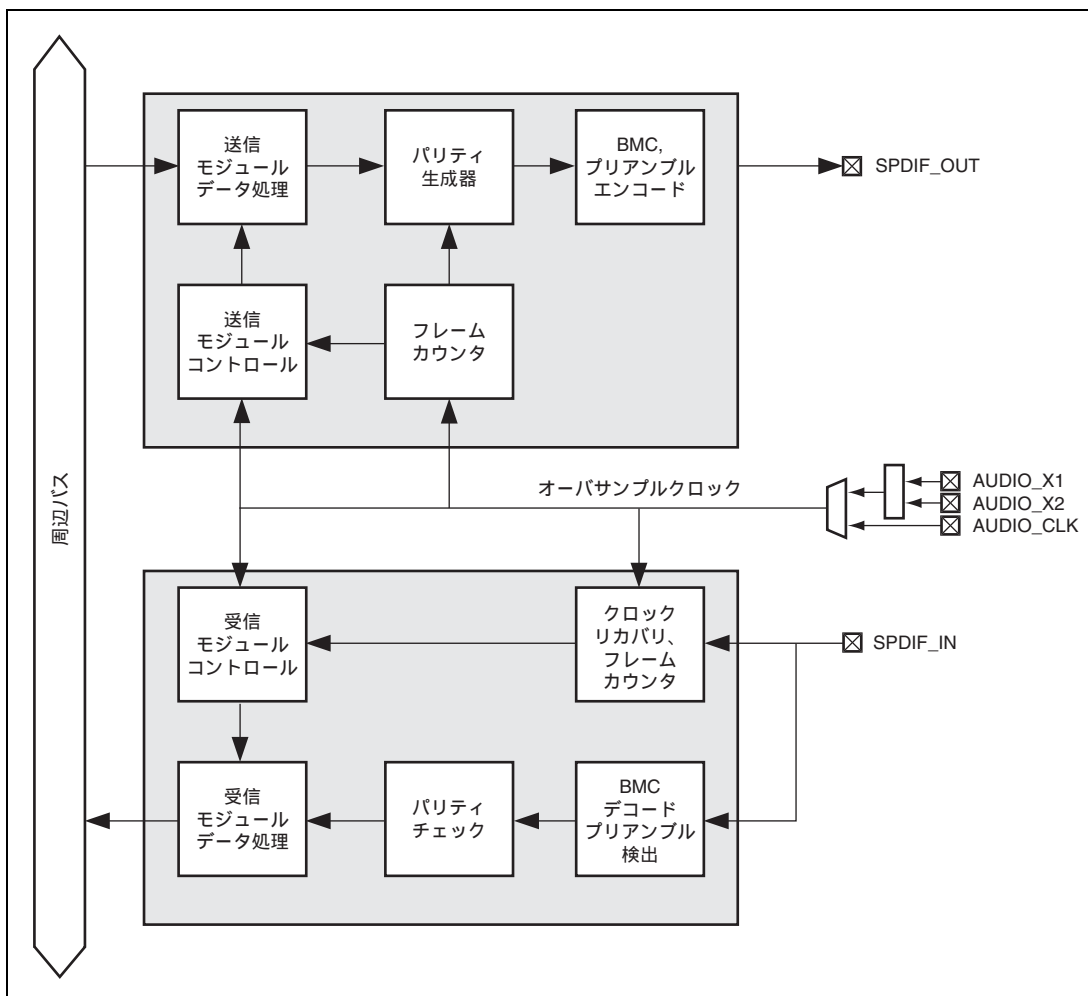 周辺バス
送信
モジュール
データ処理
パリティ
生成器
BMC,
プリアンブル
エンコード
SPDIF_OUT
送信
モジュール
コントロール
フレーム
カウンタ
オーバサンプルクロック
AUDIO_X1
AUDIO_X2
AUDIO_CLK
受信
モジュール
コントロール
クロック
リカバリ、
フレーム
カウンタ
SPDIF_IN
受信
モジュール
データ処理
パリティ
チェック
BMC
デコード
プリアンブル
検出